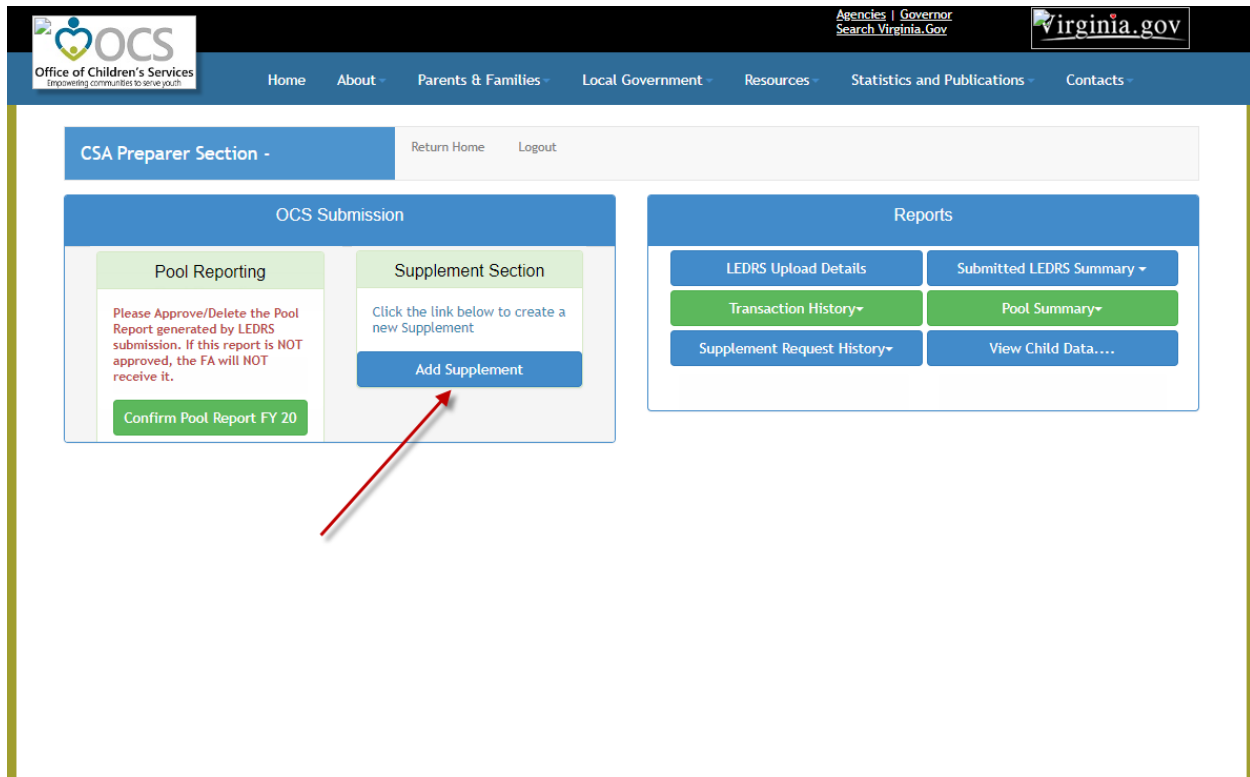 Agencies | Governor
Search Virginia.Gov
Virginia.gov
OCS
Office of Children's Services
Empowering communities to serve youth
Home About Parents & Families Local Government Resources Statistics and Publications Contacts
CSA Preparer Section -
Return Home Logout
OCS Submission
Pool Reporting
Please Approve/Delete the Pool
Report generated by LEDRS
submission. If this report is NOT
approved, the FA will NOT
receive it.
Confirm Pool Report FY 20
Supplement Section
Click the link below to create a
new Supplement
Add Supplement
Reports
LEDRS Upload Details
Submitted LEDRS Summary
Transaction History
Pool Summary
Supplement Request History
View Child Data....